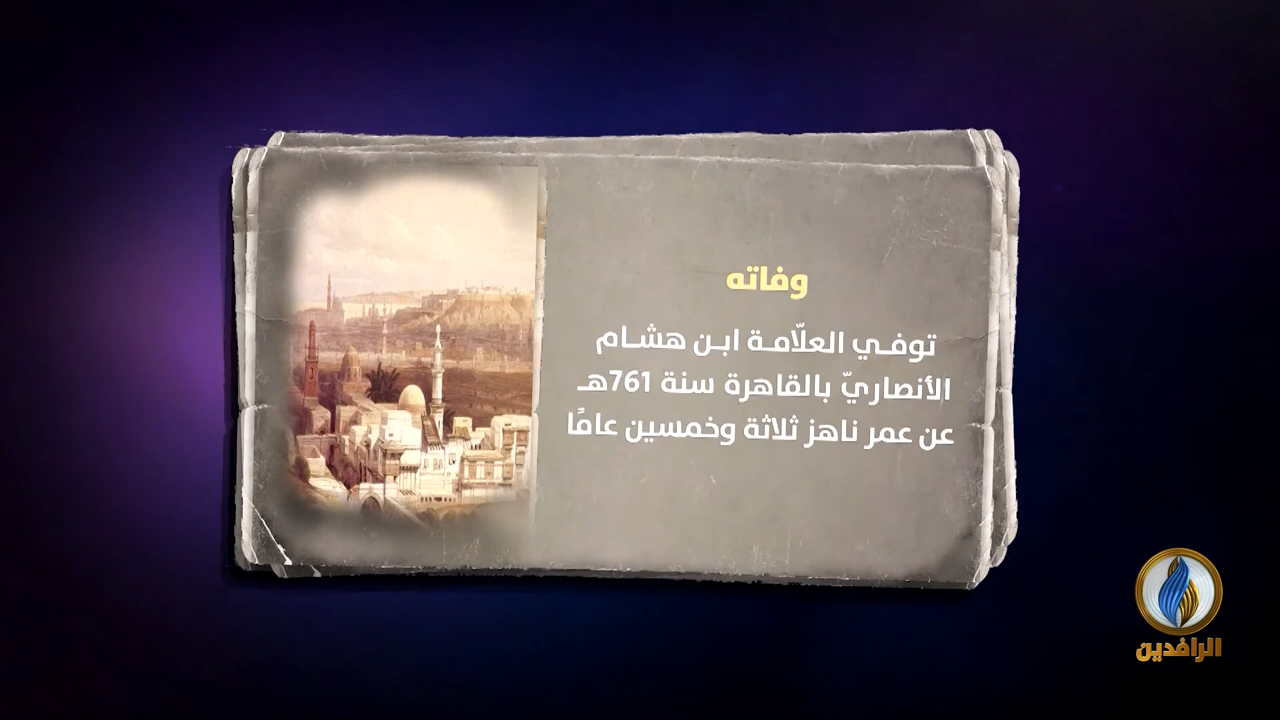 وفاته
توفي العلّامة ابن هشام
الأنصاريّ بالقاهرة سنة 761هـ
عن عمر ناهز ثلاثة وخمسين عامًا
الرافدين